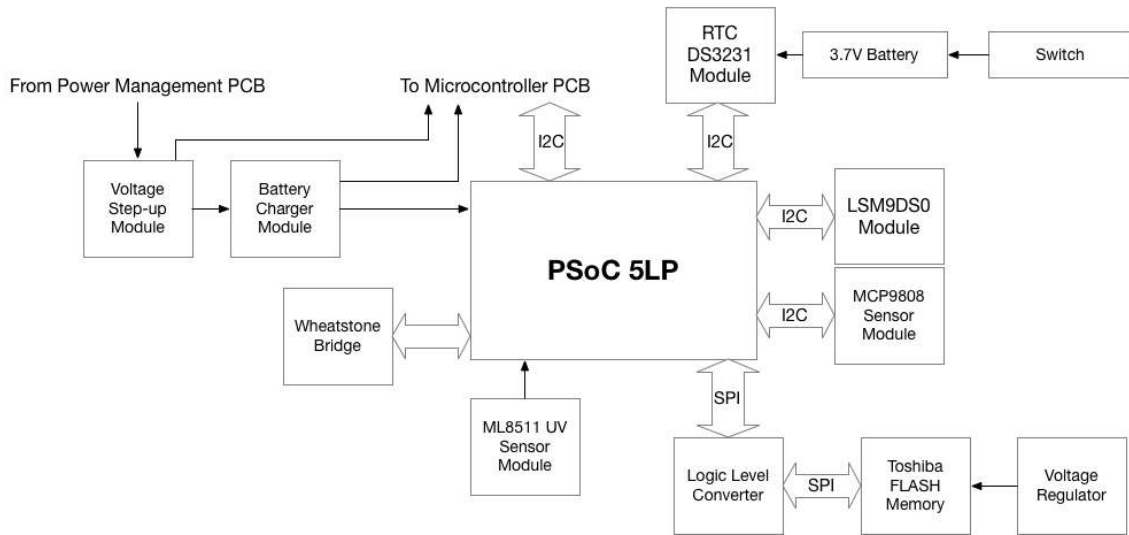 RTC
DS3231
Module
3.7V Battery
Switch
From Power Management PCB
To Microcontroller PCB
I2C
I2C
Voltage
Step-up
Module
Battery
Charger
Module
PSoC 5LP
I2C
LSM9DS0
Module
I2C
MCP9808
Sensor
Module
Wheatstone
Bridge
ML8511 UV
Sensor
Module
SPI
Logic Level
Converter
SPI
Toshiba
FLASH
Memory
Voltage
Regulator